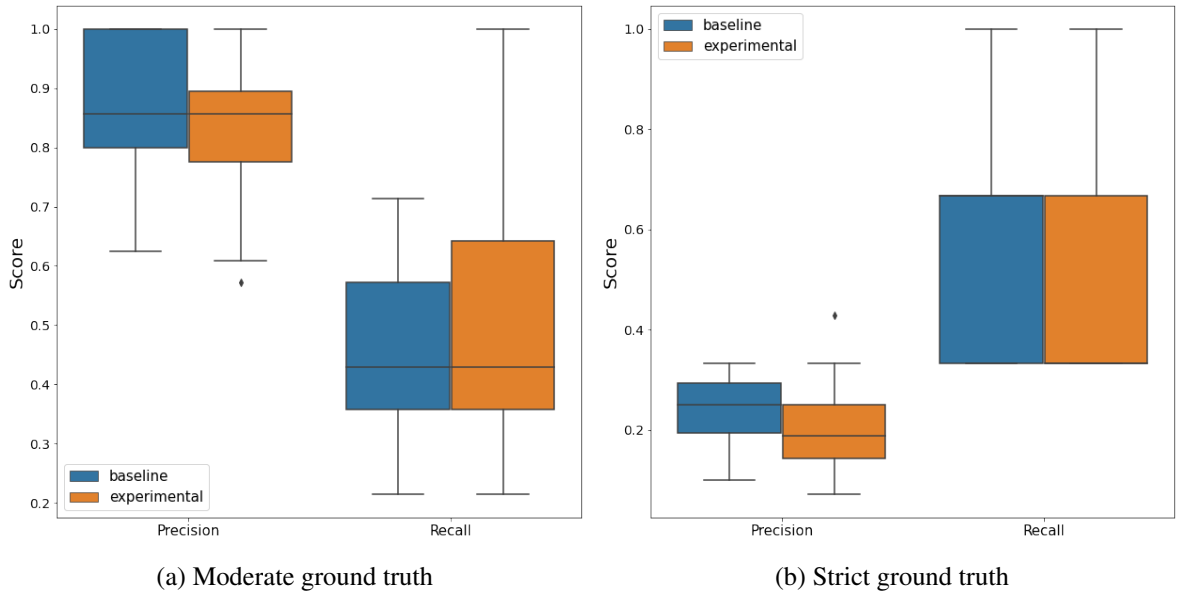 1.0
0.9
0.8
0.7
0.6
0.5
0.4
0.3
0.2
Score
baseline
experimental
Precision
Recall
(a) Moderate ground truth
baseline
experimental
1.0
0.8
0.6
0.4
0.2
Score
Precision
Recall
(b) Strict ground truth